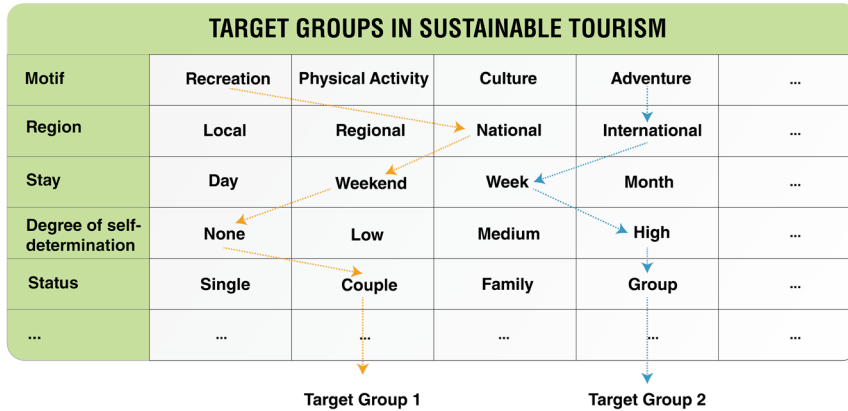 TARGET GROUPS IN SUSTAINABLE TOURISM
Motif Recreation Physical Activity Culture Adventure ...
Region Local Regional National International ...
Stay Day Weekend Week Month ...
Degree of self-
determination None Low Medium High ...
Status Single Couple Family Group ...
... ... ... ... ... ...
Target Group 1 Target Group 2